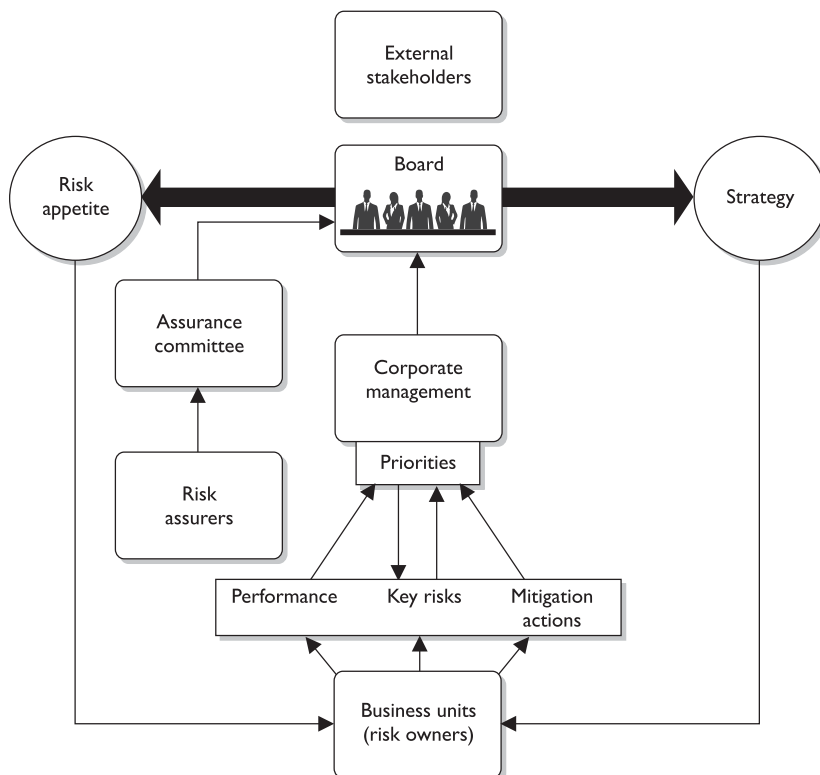 External
stakeholders
Board
Risk
appetite
Strategy
Assurance
committee
Corporate
management
Priorities
Risk
assurers
Performance
Key risks
Mitigation
actions
Business units
(risk owners)